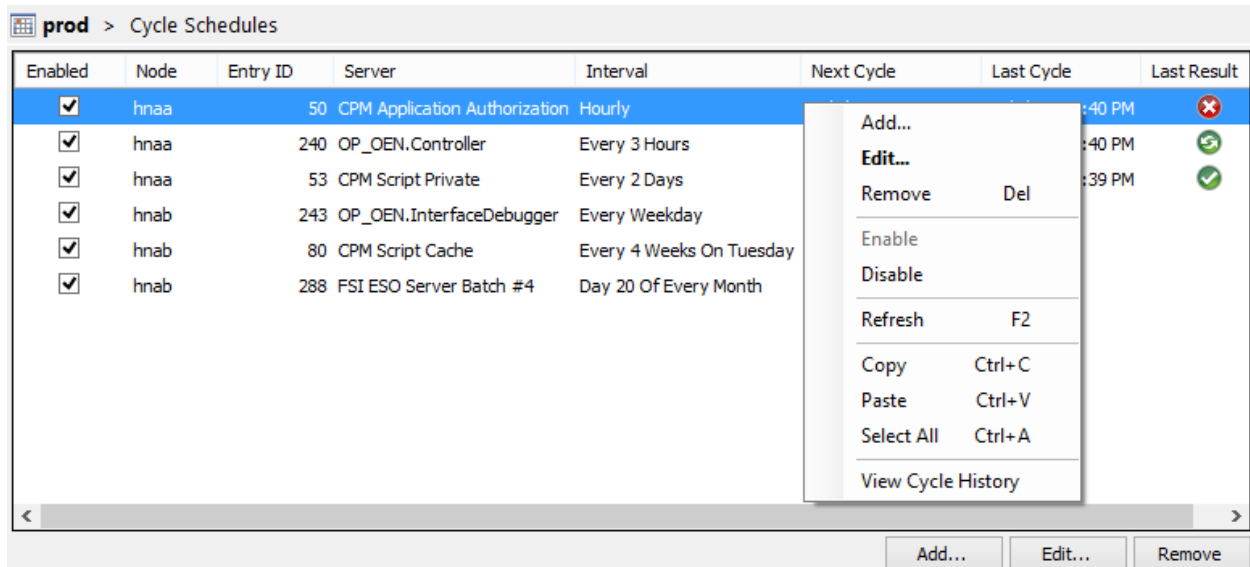 prod > Cycle Schedules
Enabled Node Entry ID Server Interval Next Cycle Last Cycle Last Result
hnaa 50 CPM Application Authorization Hourly :40 PM
hnaa 240 OP_OEN.Controller Every 3 Hours :40 PM
hnaa 53 CPM Script Private Every 2 Days :39 PM
hnab 243 OP_OEN.InterfaceDebugger Every Weekday
hnab 80 CPM Script Cache Every 4 Weeks On Tuesday
hnab 288 FSI ESO Server Batch #4 Day 20 Of Every Month
Add...
Edit...
Remove Del
Enable
Disable
Refresh F2
Copy Ctrl+C
Paste Ctrl+V
Select All Ctrl+A
View Cycle History
Add... Edit... Remove